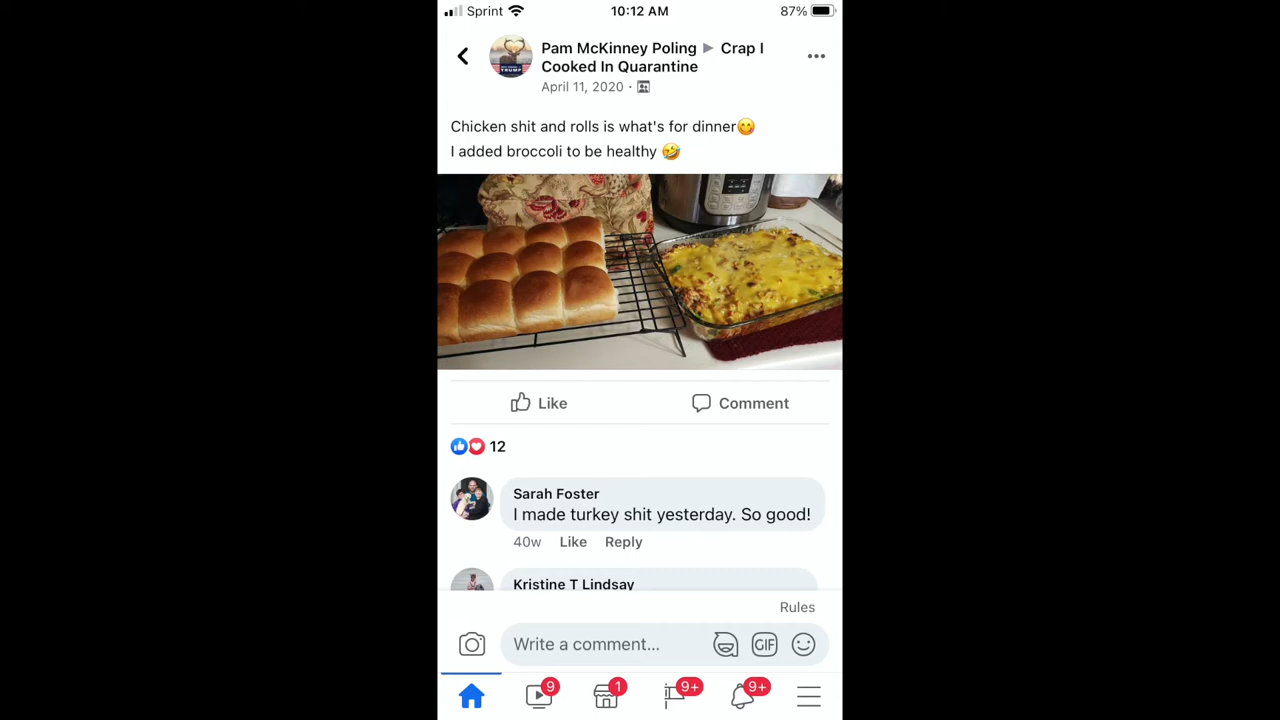 Sprint 10:12 AM 87%
Pam McKinney Poling ▶ Crap I
Cooked In Quarantine
April 11, 2020 ·
TRUMP
Chicken shit and rolls is what's for dinner😋
I added broccoli to be healthy 🤣
Like Comment
12
Sarah Foster
I made turkey shit yesterday. So good!
40w Like Reply
Kristine T Lindsay
Rules
Write a comment... GIF
9 1 9+ 9+